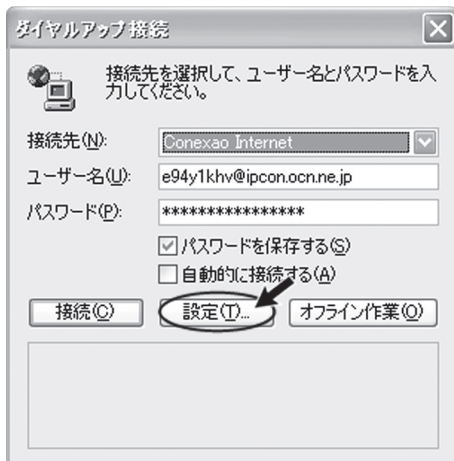 ダイヤルアップ接続
接続先を選択して、ユーザー名とパスワードを入
力してください。
接続先(N): Conexao Internet
ユーザー名(U): e94y1khv@ipcon.ocn.ne.jp
パスワード(P): ****************
パスワードを保存する(S)
自動的に接続する(A)
接続(C) 設定(T)... オフライン作業(O)